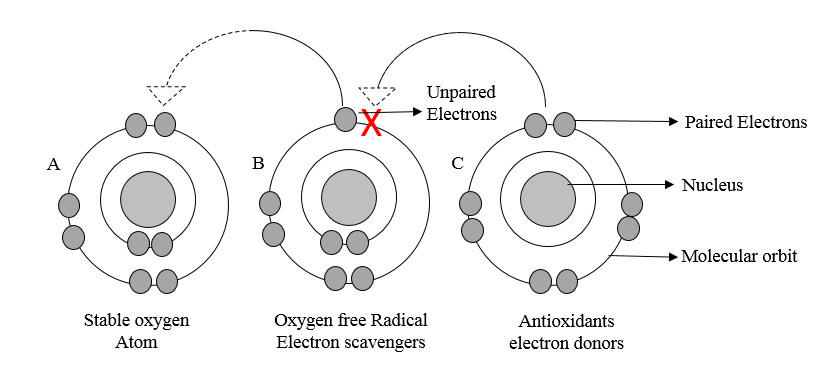 Unpaired
Electrons
Paired Electrons
A
B
C
Nucleus
Molecular orbit
Stable oxygen
Atom
Oxygen free Radical
Electron scavengers
Antioxidants
electron donors